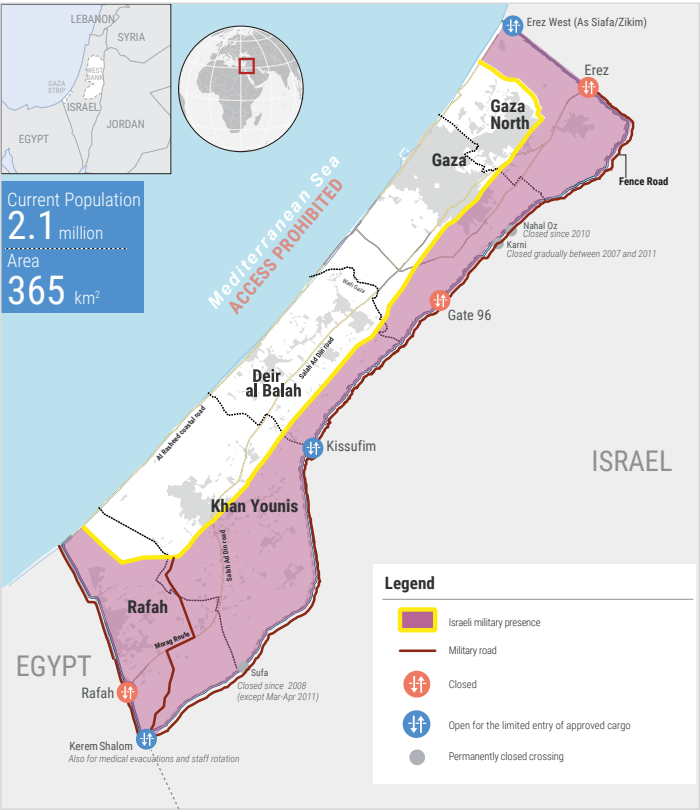 LEBANON
SYRIA
WEST
BANK
GAZA
STRIP
ISRAEL
JORDAN
EGYPT
Current Population
2.1 million
Area
365 km²
Mediterranean Sea
ACCESS PROHIBITED
Erez West (As Siafa/Zikim)
Erez
Gaza
North
Gaza
Fence Road
Nahal Oz
Closed since 2010
Karni
Closed gradually between 2007 and 2011
Wadi Gaza
Gate 96
Salah Ad Din road
Deir
al Balah
Al Rasheed coastal road
Kissufim
ISRAEL
Khan Younis
Salah Ad Din road
Rafah
Morag Route
EGYPT
Sufa
Closed since 2008
(except Mar-Apr 2011)
Rafah
Kerem Shalom
Also for medical evacuations and staff rotation
Legend
Israeli military presence
Military road
Closed
Open for the limited entry of approved cargo
Permanently closed crossing